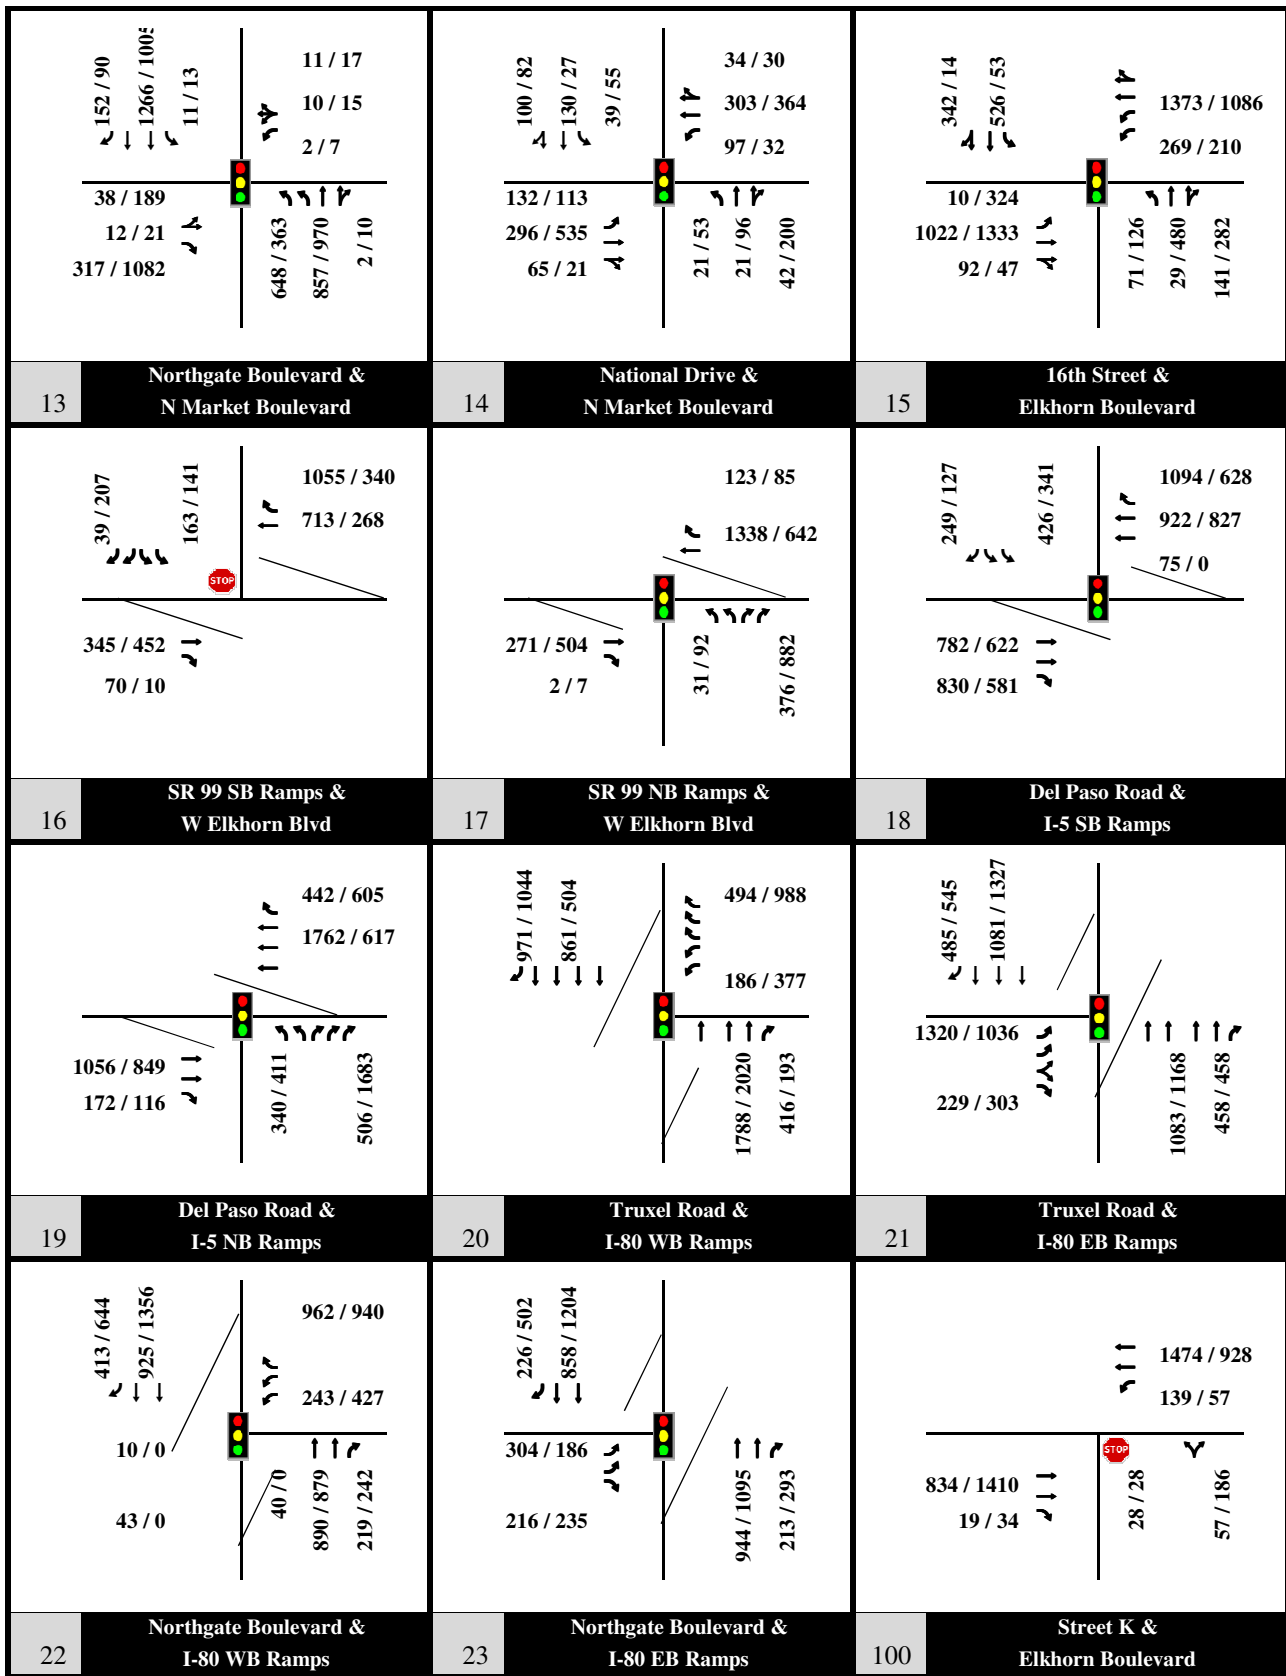 152 / 90
1266 / 1005
11 / 13
11 / 17
10 / 15
2 / 7
38 / 189
12 / 21
317 / 1082
648 / 363
857 / 970
2 / 10
13
Northgate Boulevard &
N Market Boulevard
100 / 82
130 / 27
39 / 55
34 / 30
303 / 364
97 / 32
132 / 113
296 / 535
65 / 21
21 / 53
21 / 96
42 / 200
14
National Drive &
N Market Boulevard
342 / 14
526 / 53
1373 / 1086
269 / 210
10 / 324
1022 / 1333
92 / 47
71 / 126
29 / 480
141 / 282
15
16th Street &
Elkhorn Boulevard
39 / 207
163 / 141
1055 / 340
713 / 268
STOP
345 / 452
70 / 10
16
SR 99 SB Ramps &
W Elkhorn Blvd
123 / 85
1338 / 642
271 / 504
2 / 7
31 / 92
376 / 882
17
SR 99 NB Ramps &
W Elkhorn Blvd
249 / 127
426 / 341
1094 / 628
922 / 827
75 / 0
782 / 622
830 / 581
18
Del Paso Road &
I-5 SB Ramps
442 / 605
1762 / 617
1056 / 849
172 / 116
340 / 411
506 / 1683
19
Del Paso Road &
I-5 NB Ramps
971 / 1044
861 / 504
494 / 988
186 / 377
1788 / 2020
416 / 193
20
Truxel Road &
I-80 WB Ramps
485 / 545
1081 / 1327
1320 / 1036
229 / 303
1083 / 1168
458 / 458
21
Truxel Road &
I-80 EB Ramps
413 / 644
925 / 1356
962 / 940
243 / 427
10 / 0
43 / 0
40 / 0
890 / 879
219 / 242
22
Northgate Boulevard &
I-80 WB Ramps
226 / 502
858 / 1204
304 / 186
216 / 235
944 / 1095
213 / 293
23
Northgate Boulevard &
I-80 EB Ramps
1474 / 928
139 / 57
STOP
834 / 1410
19 / 34
28 / 28
57 / 186
100
Street K &
Elkhorn Boulevard